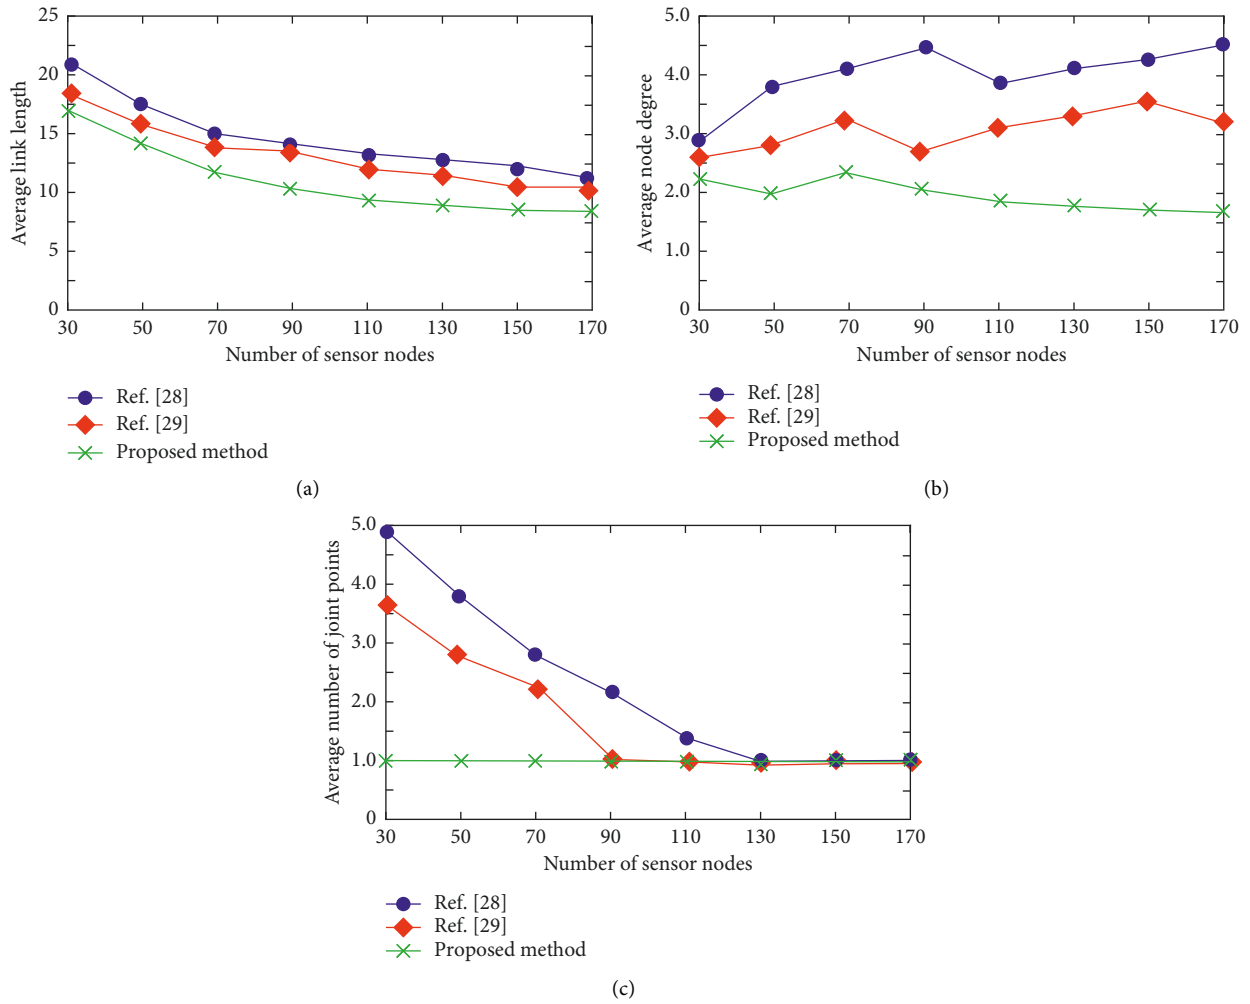 25
20
15
10
5
0
Average link length
30 50 70 90 110 130 150 170
Number of sensor nodes
Ref. [28]
Ref. [29]
Proposed method
(a)
5.0
4.0
3.0
2.0
1.0
0
Average node degree
30 50 70 90 110 130 150 170
Number of sensor nodes
Ref. [28]
Ref. [29]
Proposed method
(b)
5.0
4.0
3.0
2.0
1.0
0
Average number of joint points
30 50 70 90 110 130 150 170
Number of sensor nodes
Ref. [28]
Ref. [29]
Proposed method
(c)